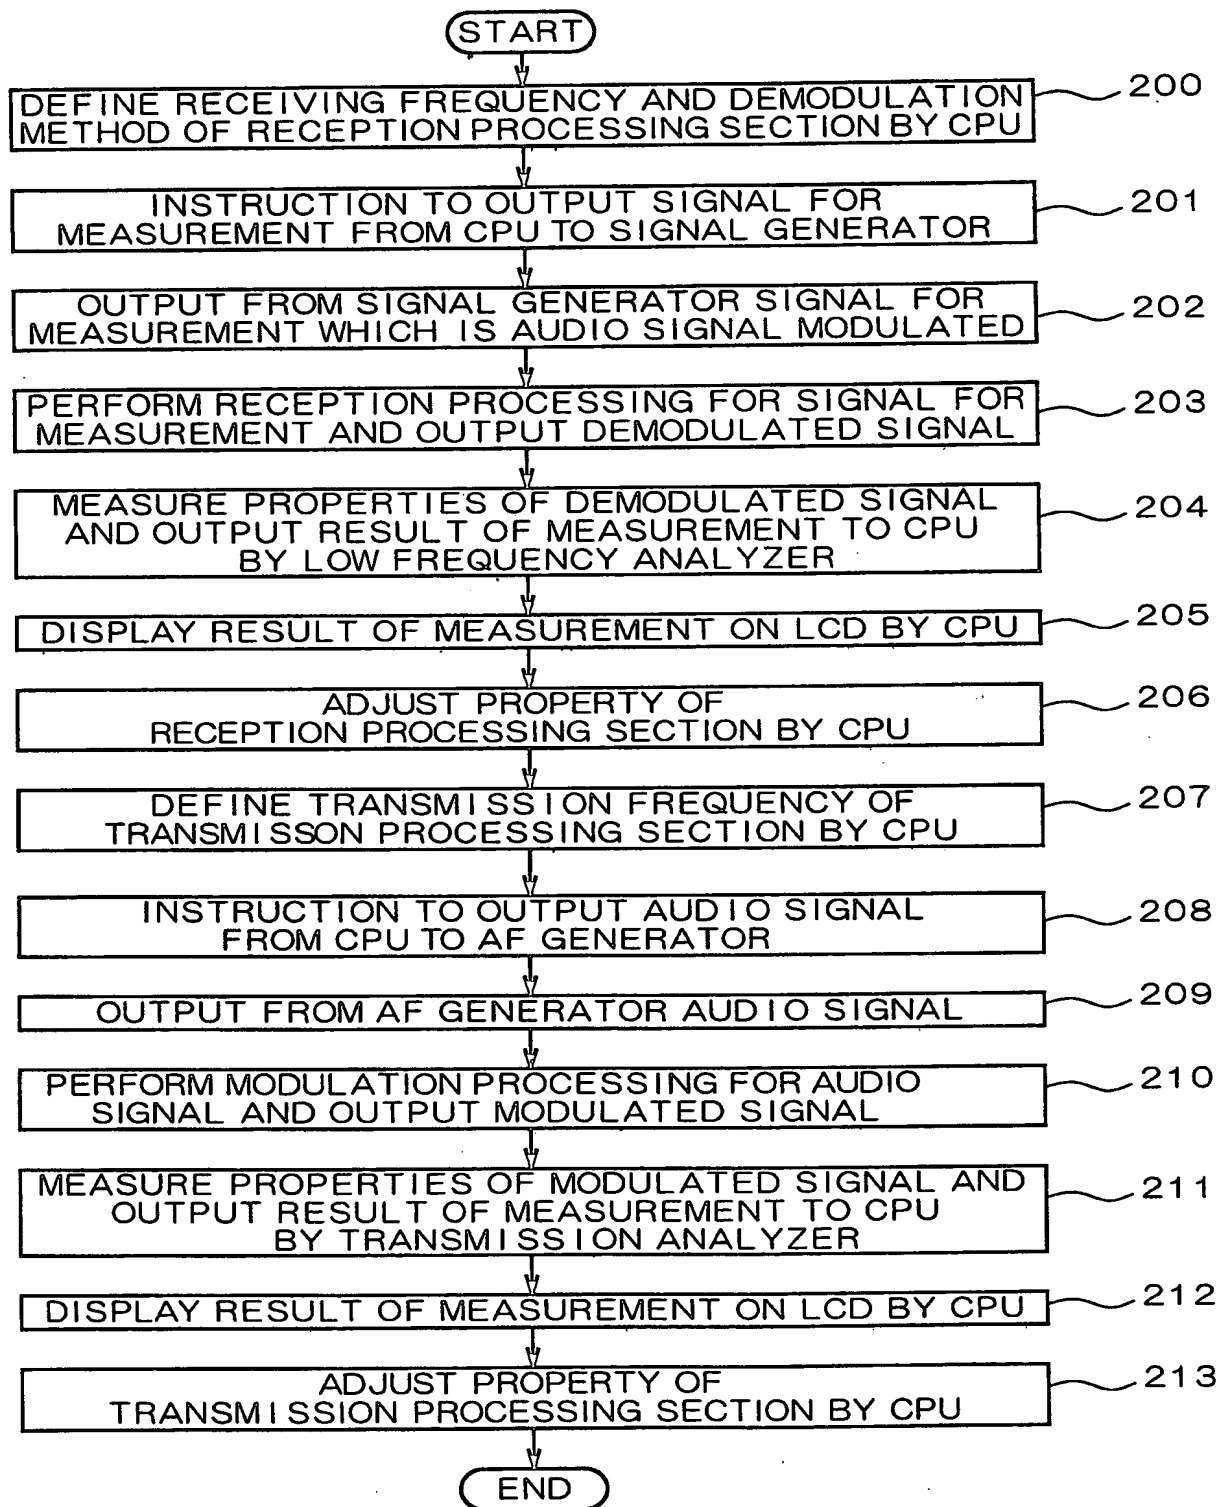 START
DEFINE RECEIVING FREQUENCY AND DEMODULATION
METHOD OF RECEPTION PROCESSING SECTION BY CPU
200
INSTRUCTION TO OUTPUT SIGNAL FOR
MEASUREMENT FROM CPU TO SIGNAL GENERATOR
201
OUTPUT FROM SIGNAL GENERATOR SIGNAL FOR
MEASUREMENT WHICH IS AUDIO SIGNAL MODULATED
202
PERFORM RECEPTION PROCESSING FOR SIGNAL FOR
MEASUREMENT AND OUTPUT DEMODULATED SIGNAL
203
MEASURE PROPERTIES OF DEMODULATED SIGNAL
AND OUTPUT RESULT OF MEASUREMENT TO CPU
BY LOW FREQUENCY ANALYZER
204
DISPLAY RESULT OF MEASUREMENT ON LCD BY CPU
205
ADJUST PROPERTY OF
RECEPTION PROCESSING SECTION BY CPU
206
DEFINE TRANSMISSION FREQUENCY OF
TRANSMISSON PROCESSING SECTION BY CPU
207
INSTRUCTION TO OUTPUT AUDIO SIGNAL
FROM CPU TO AF GENERATOR
208
OUTPUT FROM AF GENERATOR AUDIO SIGNAL
209
PERFORM MODULATION PROCESSING FOR AUDIO
SIGNAL AND OUTPUT MODULATED SIGNAL
210
MEASURE PROPERTIES OF MODULATED SIGNAL AND
OUTPUT RESULT OF MEASUREMENT TO CPU
BY TRANSMISSION ANALYZER
211
DISPLAY RESULT OF MEASUREMENT ON LCD BY CPU
212
ADJUST PROPERTY OF
TRANSMISSION PROCESSING SECTION BY CPU
213
END